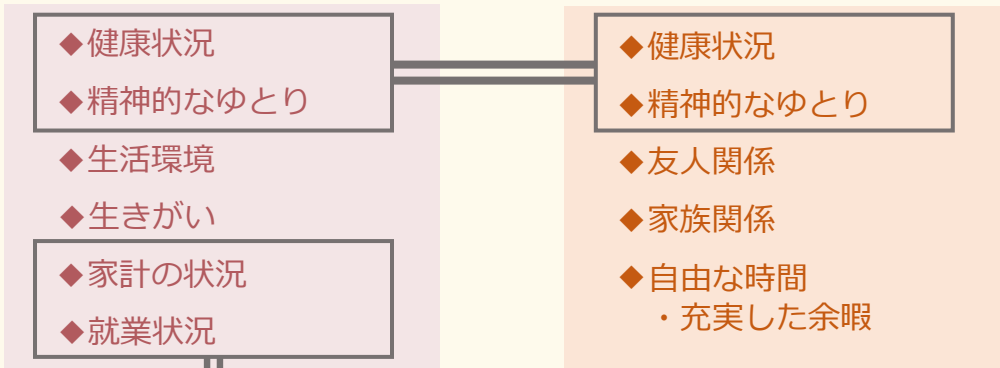 ◆健康状況
◆精神的なゆとり
◆生活環境
◆生きがい
◆家計の状況
◆就業状況
◆健康状況
◆精神的なゆとり
◆友人関係
◆家族関係
◆自由な時間
・充実した余暇